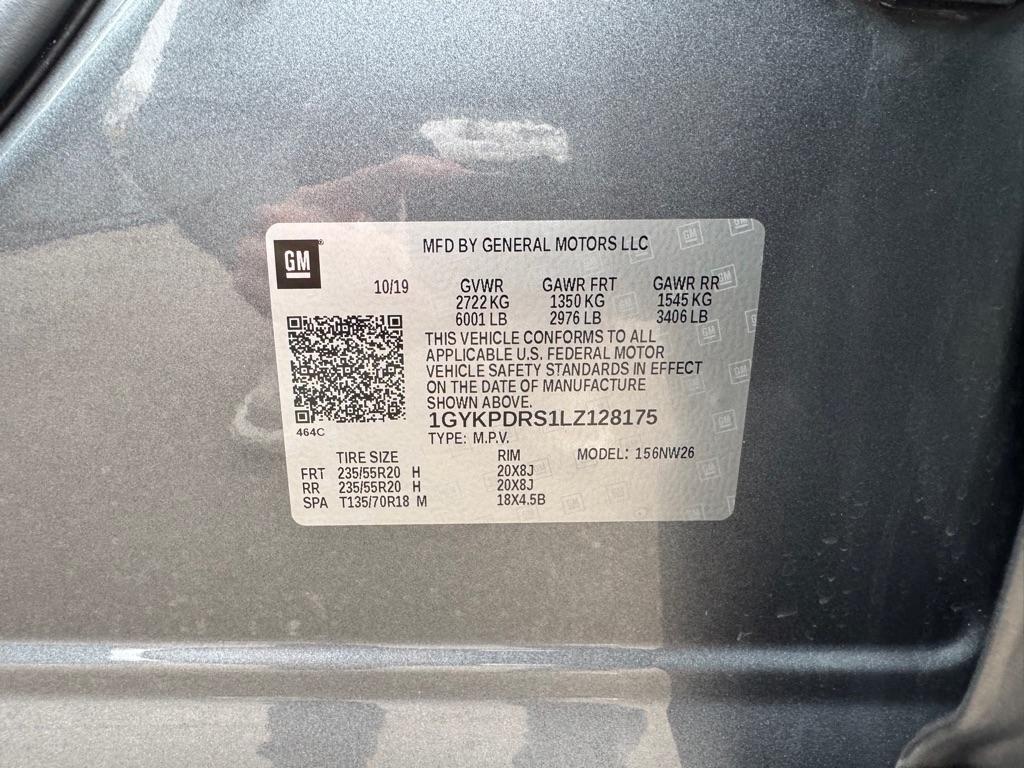 MFD BY GENERAL MOTORS LLC
GM®
10/19 GVWR GAWR FRT GAWR RR
2722 KG 1350 KG 1545 KG
6001 LB 2976 LB 3406 LB
THIS VEHICLE CONFORMS TO ALL
APPLICABLE U.S. FEDERAL MOTOR
VEHICLE SAFETY STANDARDS IN EFFECT
ON THE DATE OF MANUFACTURE
SHOWN ABOVE.
1GYKPDRS1LZ128175
464C
TYPE: M.P.V.
TIRE SIZE RIM MODEL: 156NW26
FRT 235/55R20 H 20X8J
RR 235/55R20 H 20X8J
SPA T135/70R18 M 18X4.5B